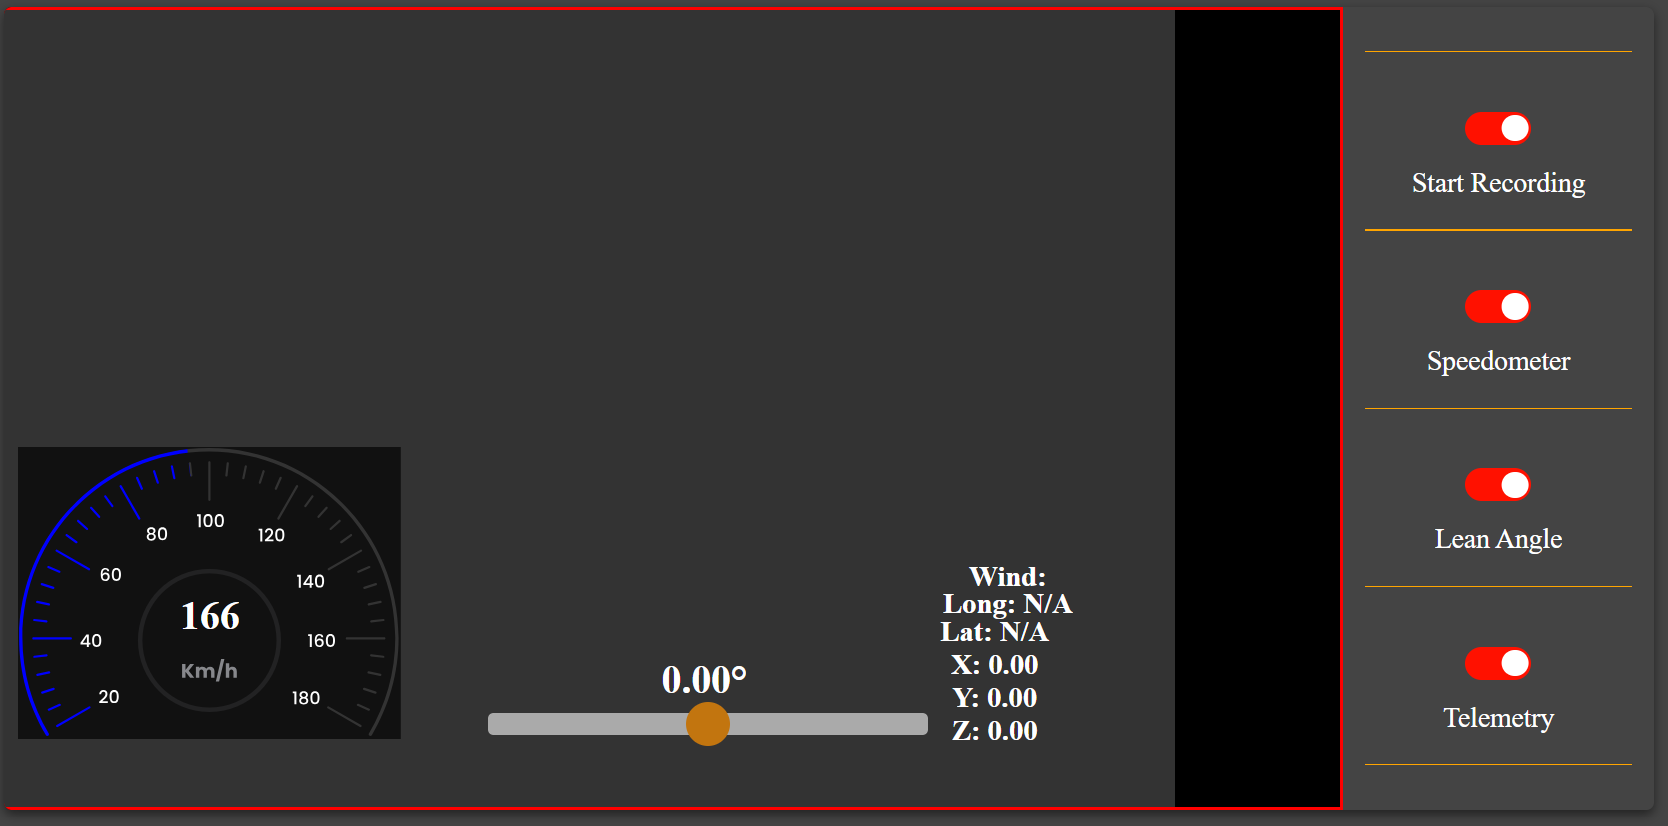 Start Recording
Speedometer
Lean Angle
Telemetry
100
80
120
60
140
166
40
160
Km/h
20
180
0.00°
Wind:
Long: N/A
Lat: N/A
X: 0.00
Y: 0.00
Z: 0.00